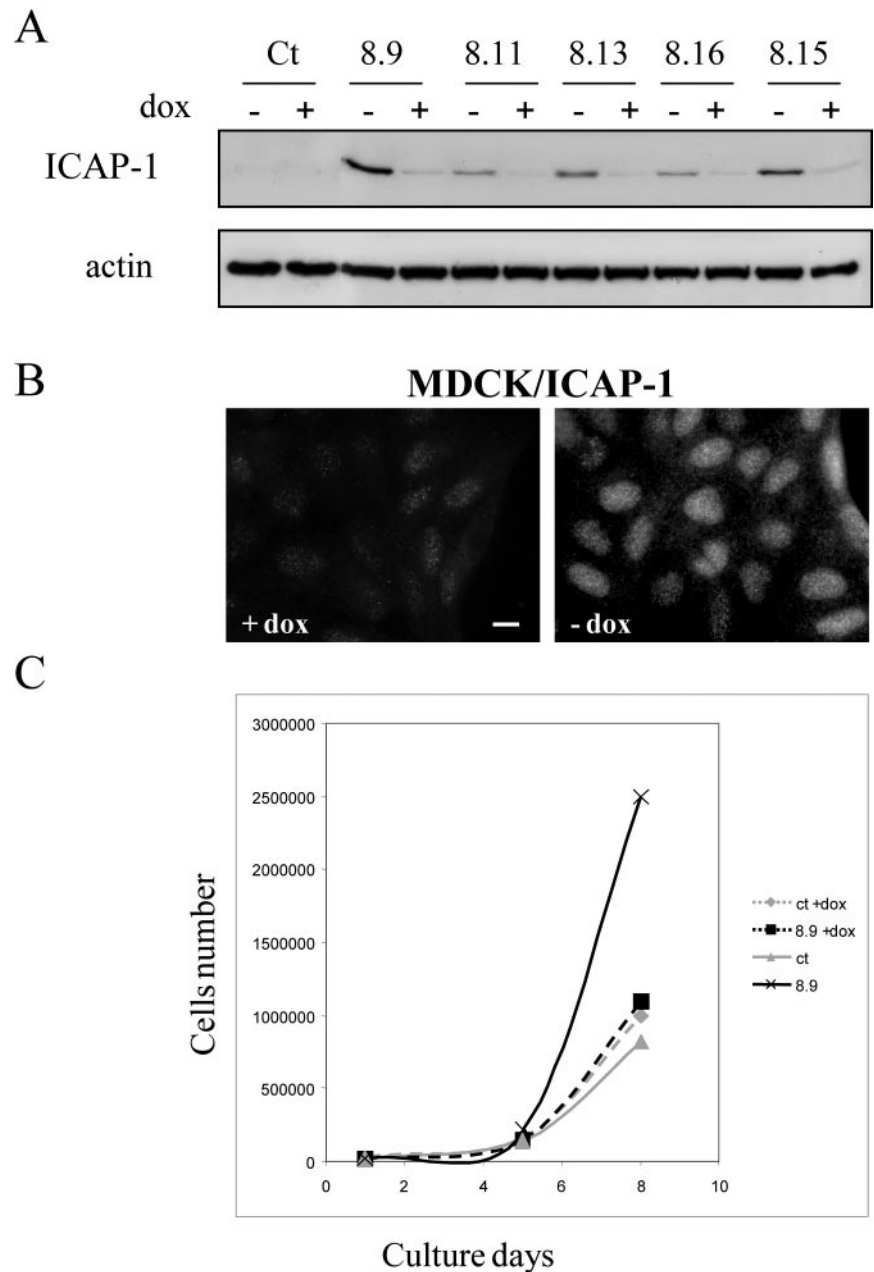 A
Ct 8.9 8.11 8.13 8.16 8.15
dox - + - + - + - + - + - +
ICAP-1
actin
B
MDCK/ICAP-1
+ dox
- dox
C
3000000
2500000
2000000
1500000
1000000
500000
0
0 2 4 6 8 10
Cells number
Culture days
ct +dox
8.9 +dox
ct
8.9